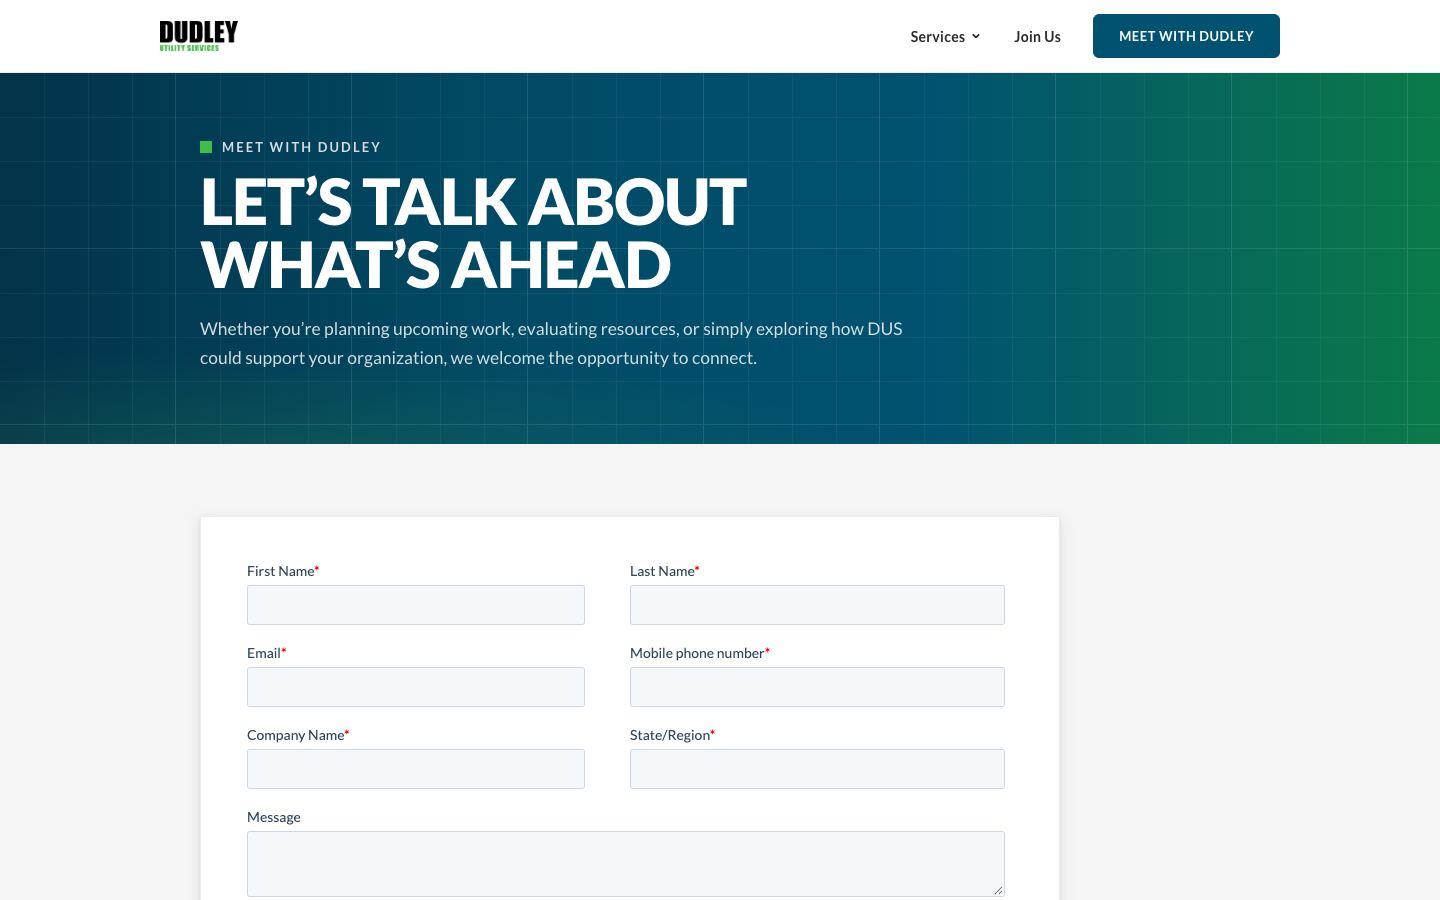 DUDLEY
UTILITY SERVICES
Services
Join Us
MEET WITH DUDLEY
MEET WITH DUDLEY
LET’S TALK ABOUT
WHAT’S AHEAD
Whether you’re planning upcoming work, evaluating resources, or simply exploring how DUS
could support your organization, we welcome the opportunity to connect.
First Name*
Last Name*
Email*
Mobile phone number*
Company Name*
State/Region*
Message